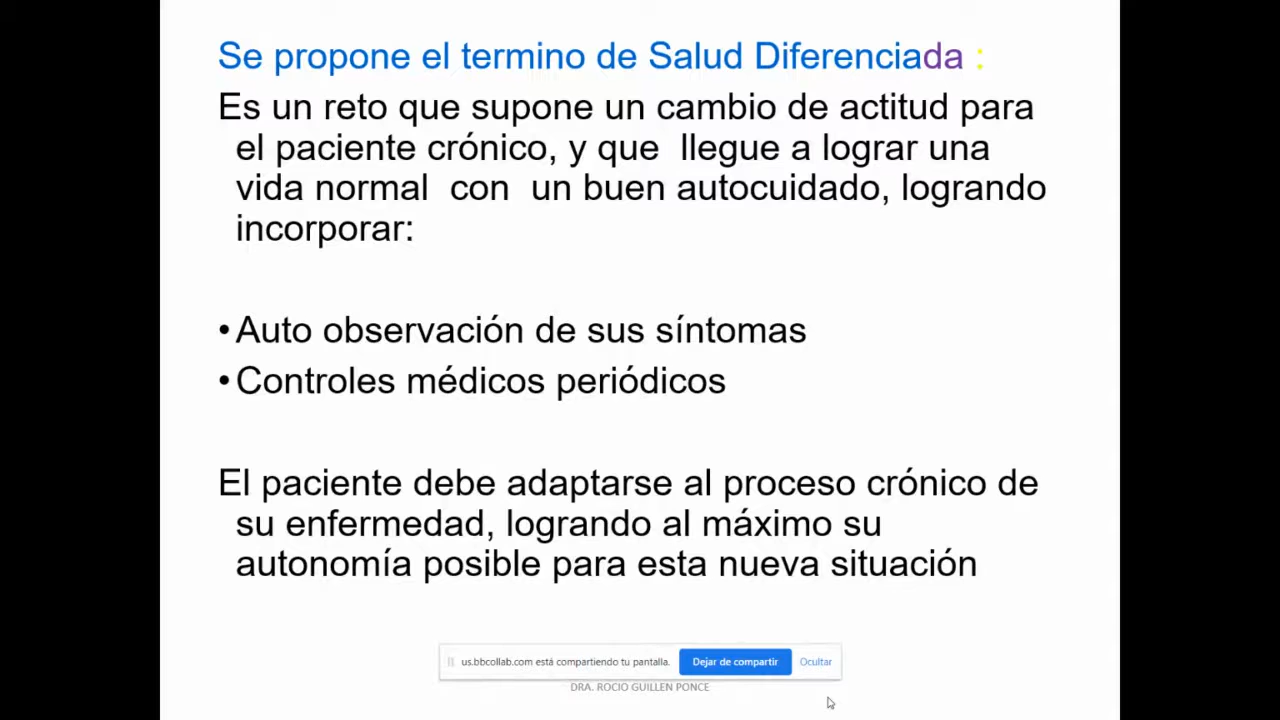 Se propone el termino de Salud Diferenciada :
Es un reto que supone un cambio de actitud para
el paciente crónico, y que llegue a lograr una
vida normal con un buen autocuidado, logrando
incorporar:
•Auto observación de sus síntomas
•Controles médicos periódicos
El paciente debe adaptarse al proceso crónico de
su enfermedad, logrando al máximo su
autonomía posible para esta nueva situación
us.bbcollab.com está compartiendo tu pantalla. Dejar de compartir Ocultar
DRA. ROCIO GUILLEN PONCE